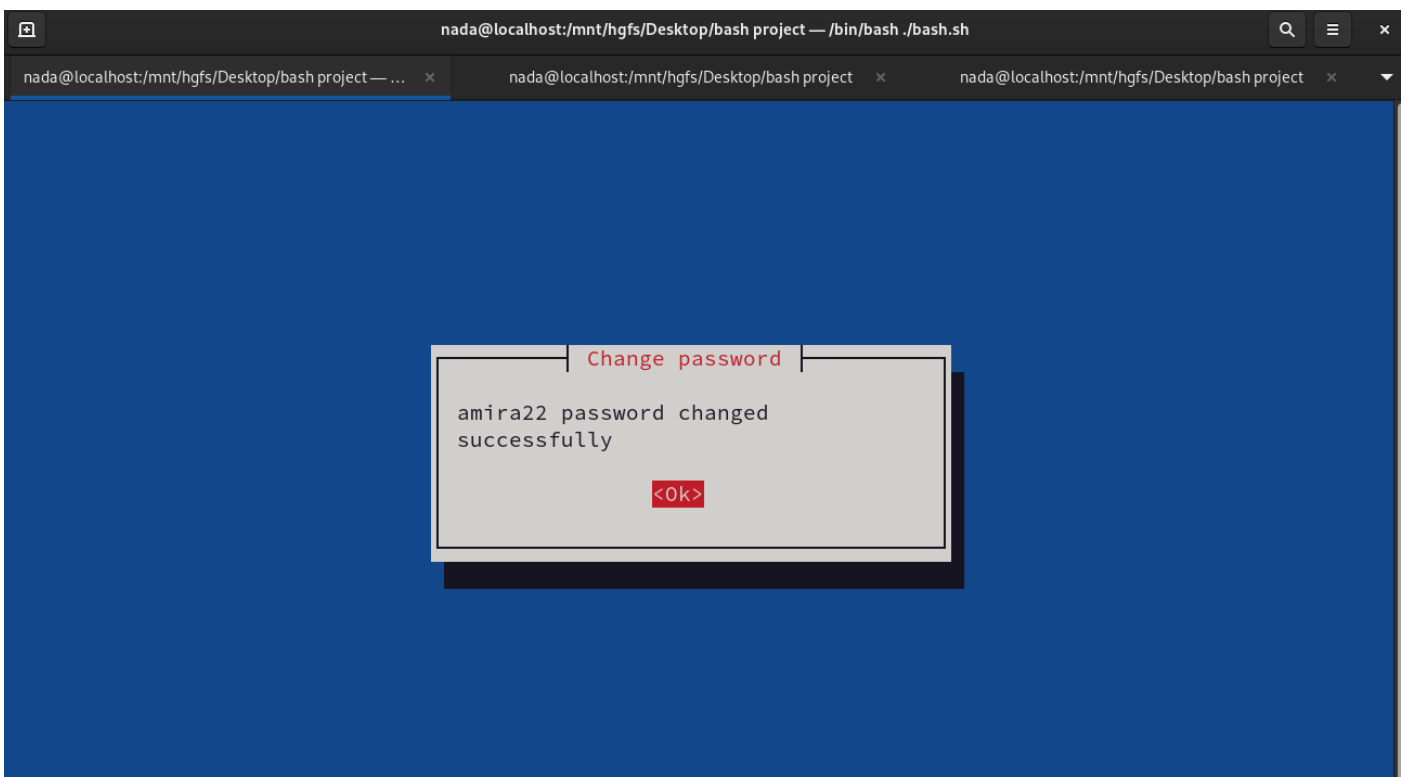 nada@localhost:/mnt/hgfs/Desktop/bash project — /bin/bash ./bash.sh
nada@localhost:/mnt/hgfs/Desktop/bash project — ...
nada@localhost:/mnt/hgfs/Desktop/bash project
nada@localhost:/mnt/hgfs/Desktop/bash project
Change password
amira22 password changed
successfully
<Ok>